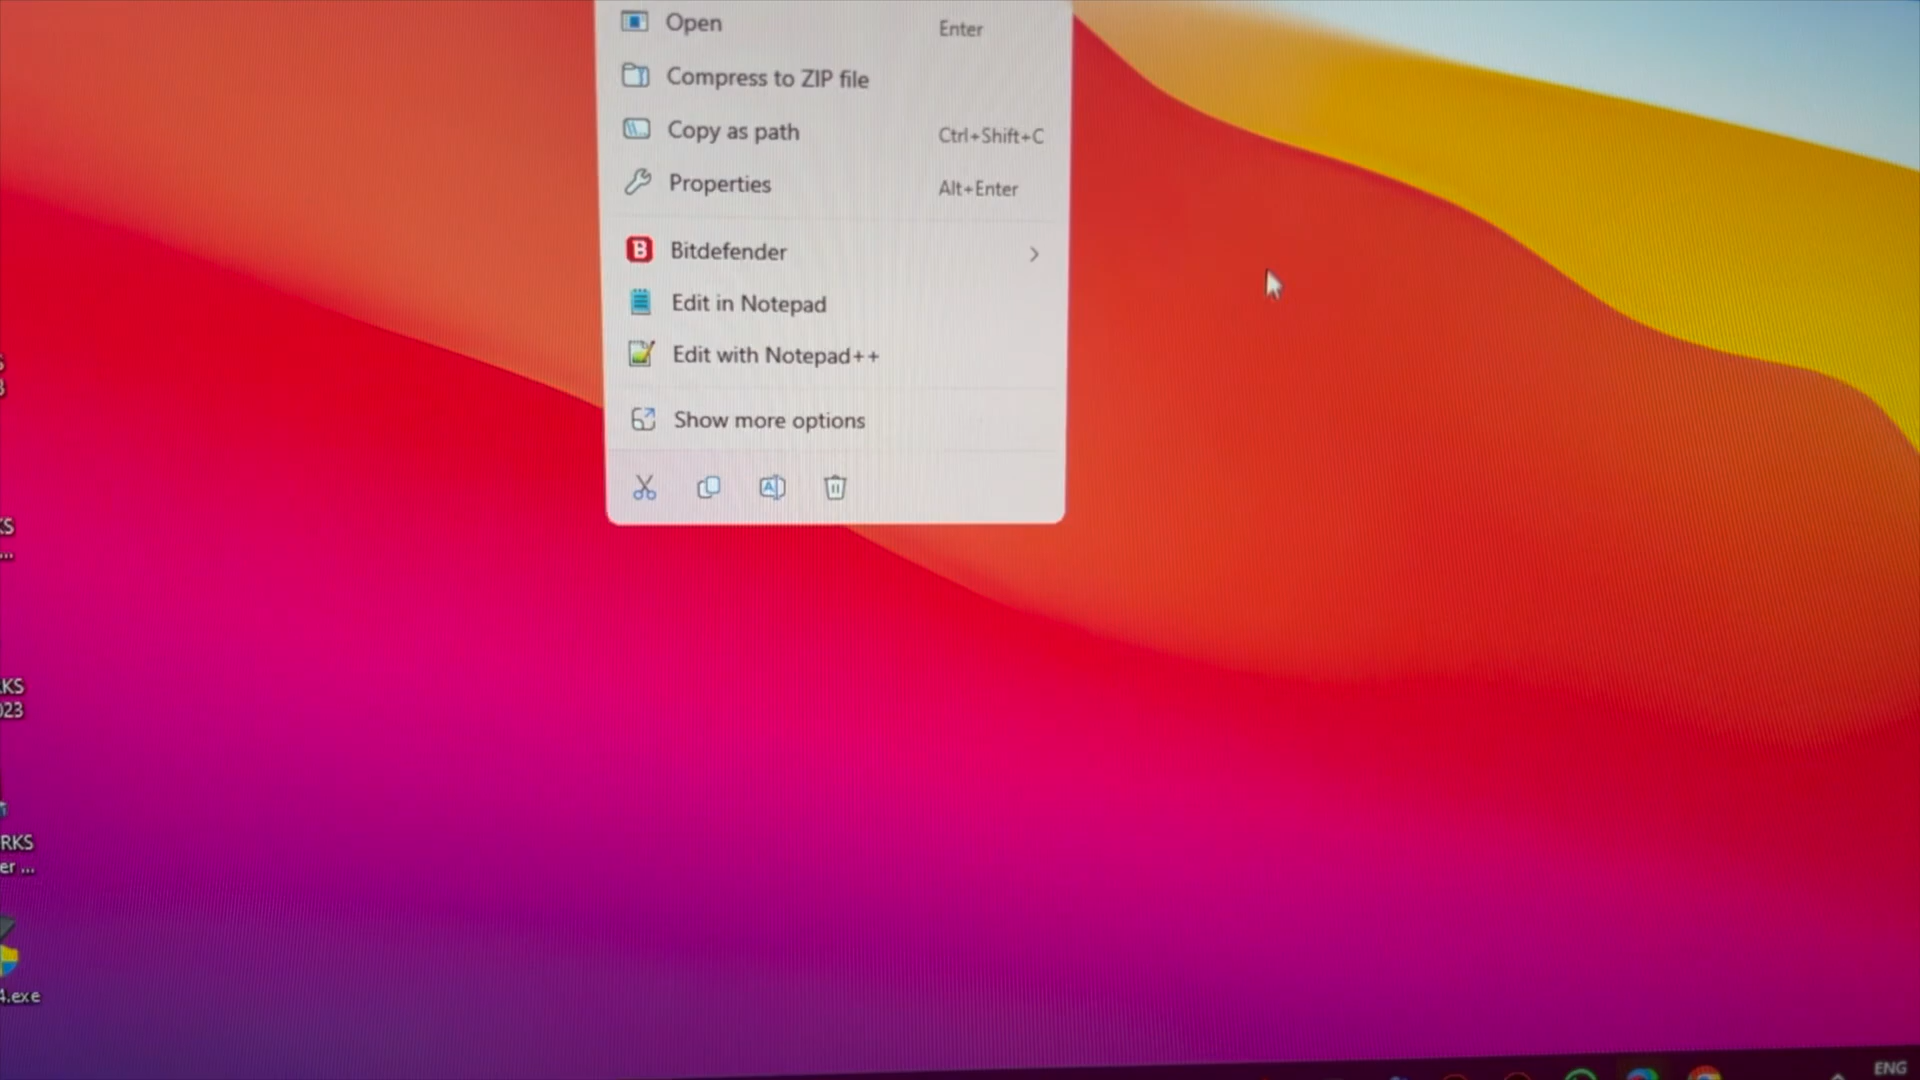 Open Enter
Compress to ZIP file
Copy as path Ctrl+Shift+C
Properties Alt+Enter
Bitdefender
Edit in Notepad
Edit with Notepad++
Show more options
KS
...
KS
023
RKS
er ...
4.exe
ENG